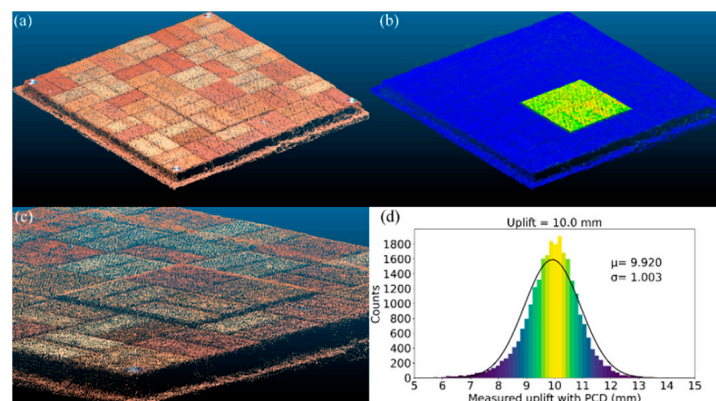 (a)
(b)
(c)
(d)
Uplift = 10.0 mm
μ= 9.920
σ= 1.003
Counts
1800
1600
1400
1200
1000
800
600
400
200
0
5 6 7 8 9 10 11 12 13 14 15
Measured uplift with PCD (mm)